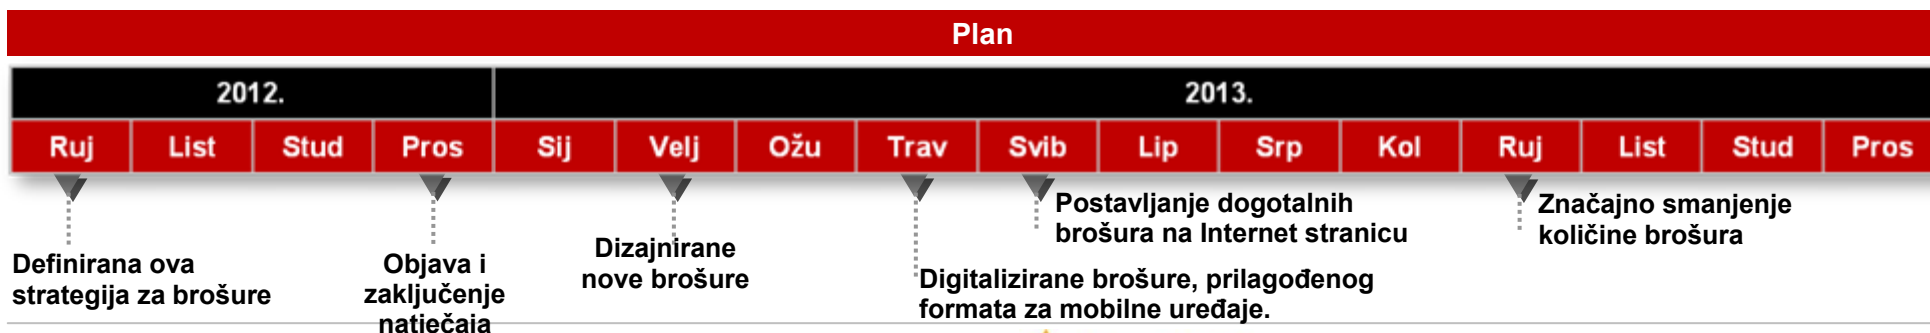 Plan
2012. 2013.
Ruj List Stud Pros Sij Velj Ožu Trav Svib Lip Srp Kol Ruj List Stud Pros
Definirana ova
strategija za brošure
Objava i
zaključenje
natječaja
Dizajnirane
nove brošure
Digitalizirane brošure, prilagođenog
formata za mobilne uređaje.
Postavljanje dogotalnih
brošura na Internet stranicu
Značajno smanjenje
količine brošura